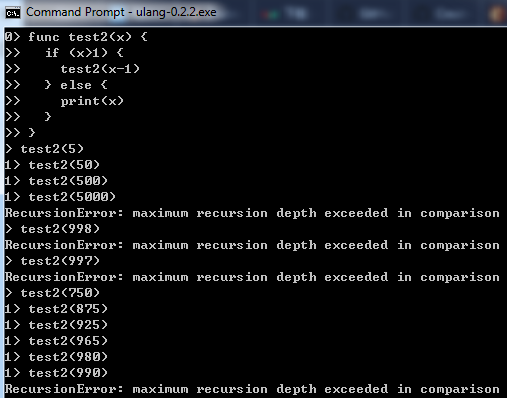 Command Prompt - ulang-0.2.2.exe
0> func test2(x) {
>>   if (x>1) {
>>     test2(x-1)
>>   } else {
>>     print(x)
>>   }
>> }
> test2(5)
1> test2(50)
1> test2(500)
1> test2(5000)
RecursionError: maximum recursion depth exceeded in comparison
> test2(998)
RecursionError: maximum recursion depth exceeded in comparison
> test2(997)
RecursionError: maximum recursion depth exceeded in comparison
> test2(750)
1> test2(875)
1> test2(925)
1> test2(965)
1> test2(980)
1> test2(990)
RecursionError: maximum recursion depth exceeded in comparison